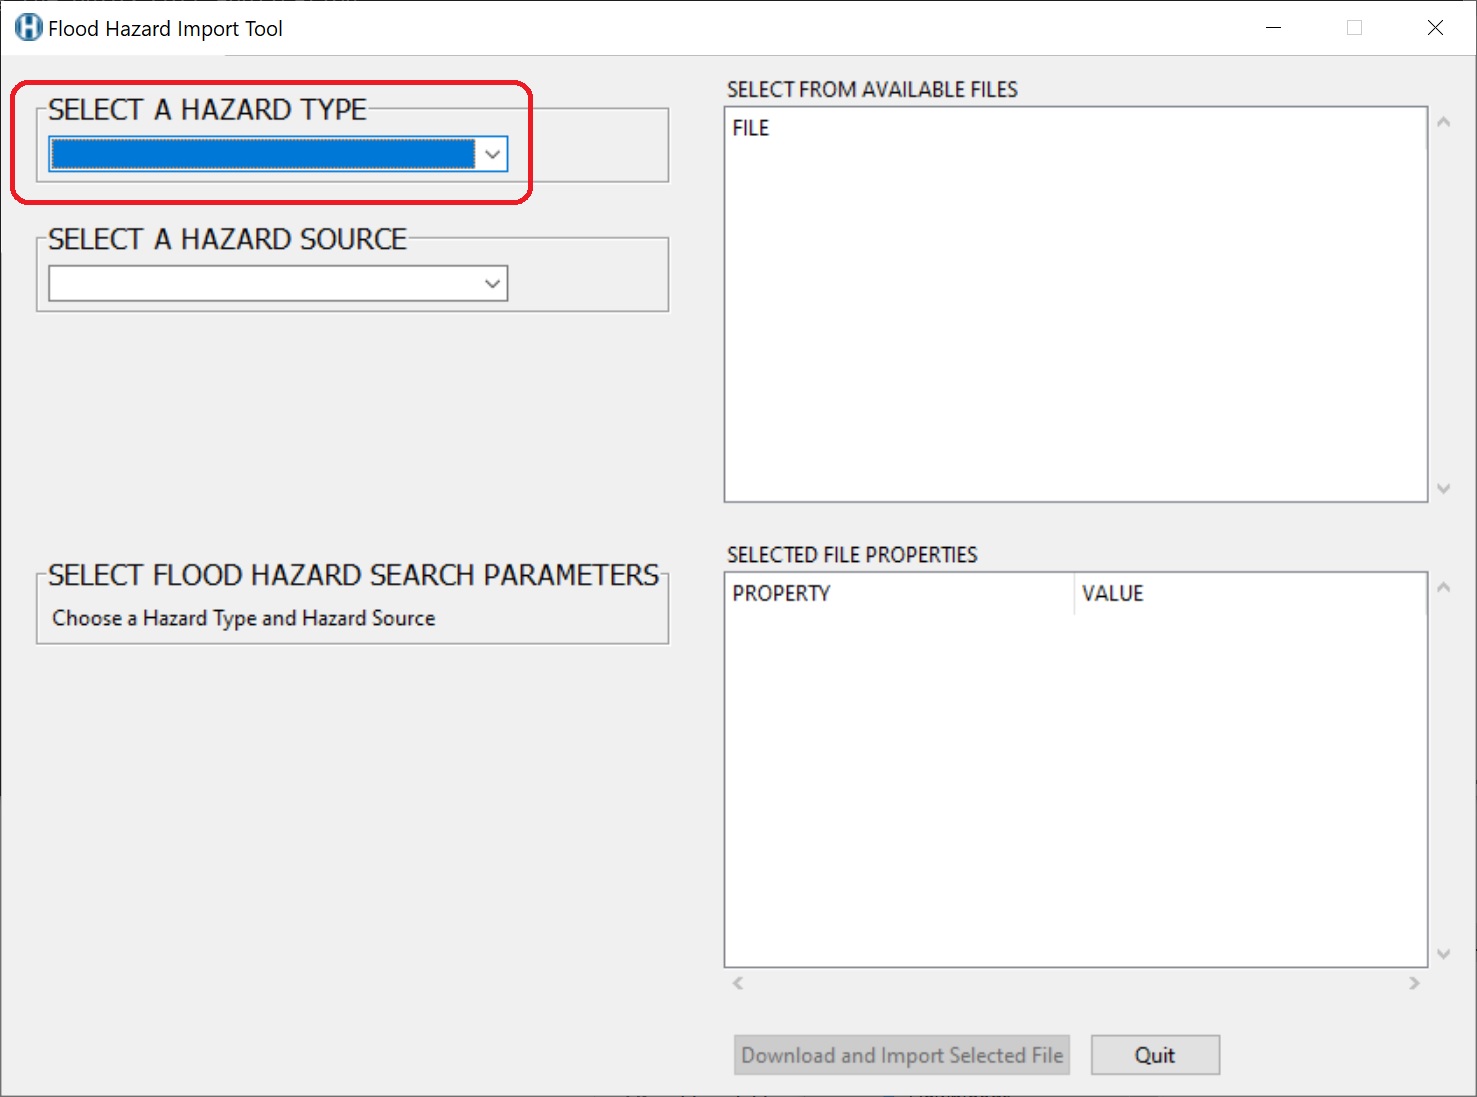 Flood Hazard Import Tool
SELECT A HAZARD TYPE
SELECT A HAZARD SOURCE
SELECT FLOOD HAZARD SEARCH PARAMETERS
Choose a Hazard Type and Hazard Source
SELECT FROM AVAILABLE FILES
FILE
SELECTED FILE PROPERTIES
PROPERTY VALUE
Download and Import Selected File Quit